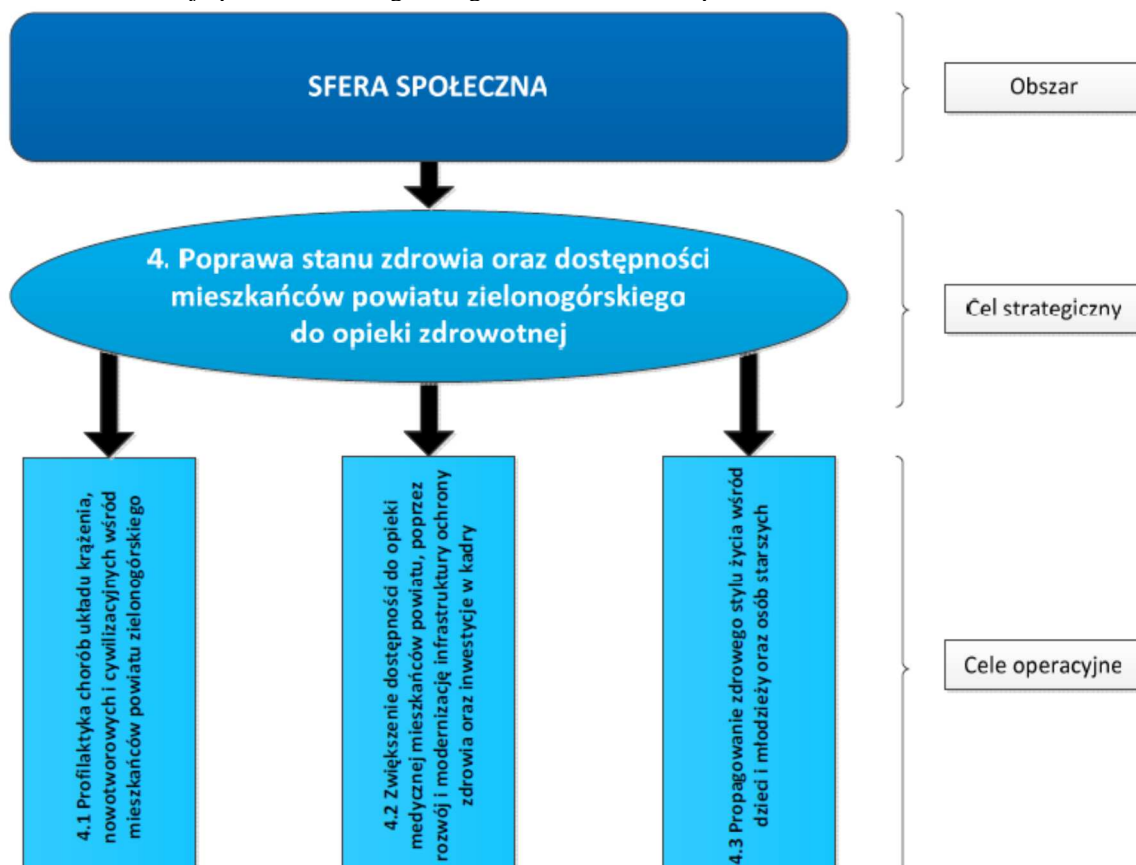 SFERA SPOŁECZNA
Obszar
4. Poprawa stanu zdrowia oraz dostępności
mieszkańców powiatu zielonogórskiego
do opieki zdrowotnej
Cel strategiczny
4.1 Profilaktyka chorób układu krążenia,
nowotworowych i cywilizacyjnych wśród
mieszkańców powiatu zielonogórskiego
4.2 Zwiększenie dostępności do opieki
medycznej mieszkańców powiatu, poprzez
rozwój i modernizację infrastruktury ochrony
zdrowia oraz inwestycje w kadry
4.3 Propagowanie zdrowego stylu życia wśród
dzieci i młodzieży oraz osób starszych
Cele operacyjne